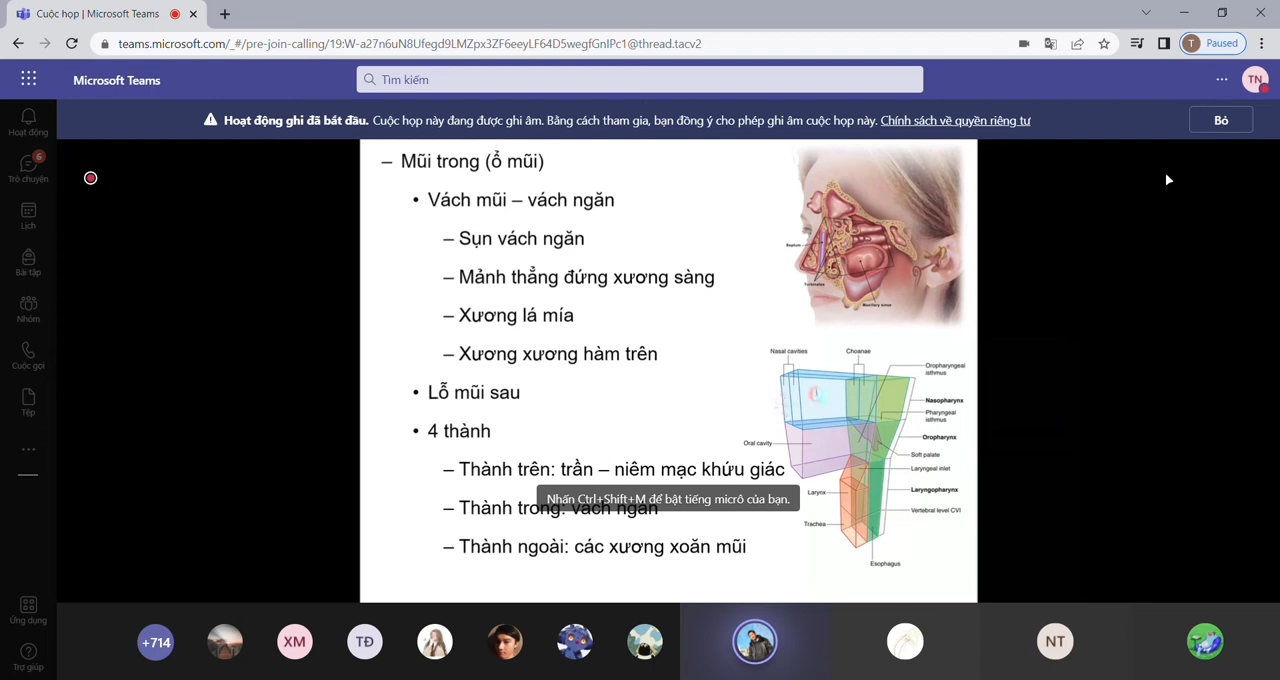 Cuộc họp | Microsoft Teams
teams.microsoft.com/_#/pre-join-calling/19:W-a27n6uN8Ufegd9LMZpx3ZF6eeyLF64D5wegfGnIPc1@thread.tacv2
T Paused
Microsoft Teams
Tìm kiếm
TN
Hoạt động ghi đã bắt đầu. Cuộc họp này đang được ghi âm. Bằng cách tham gia, bạn đồng ý cho phép ghi âm cuộc họp này. Chính sách về quyền riêng tư
Bỏ
Hoạt động
6
Trò chuyện
Lịch
Bài tập
Nhóm
Cuộc gọi
Tệp
Ứng dụng
Trợ giúp
– Mũi trong (ổ mũi)
• Vách mũi – vách ngăn
– Sụn vách ngăn
– Mảnh thẳng đứng xương sàng
– Xương lá mía
– Xương xương hàm trên
• Lỗ mũi sau
• 4 thành
– Thành trên: trần – niêm mạc khứu giác
– Thành trong: vách ngăn
– Thành ngoài: các xương xoăn mũi
Nhấn Ctrl+Shift+M để bật tiếng micrô của bạn.
Septum
Turbinates
Maxillary sinus
Nasal cavities
Choanae
Oropharyngeal
isthmus
Nasopharynx
Pharyngeal
isthmus
Oropharynx
Oral cavity
Soft palate
Laryngeal inlet
Larynx
Laryngopharynx
Vertebral level CVI
Trachea
Esophagus
+714
XM
TĐ
NT